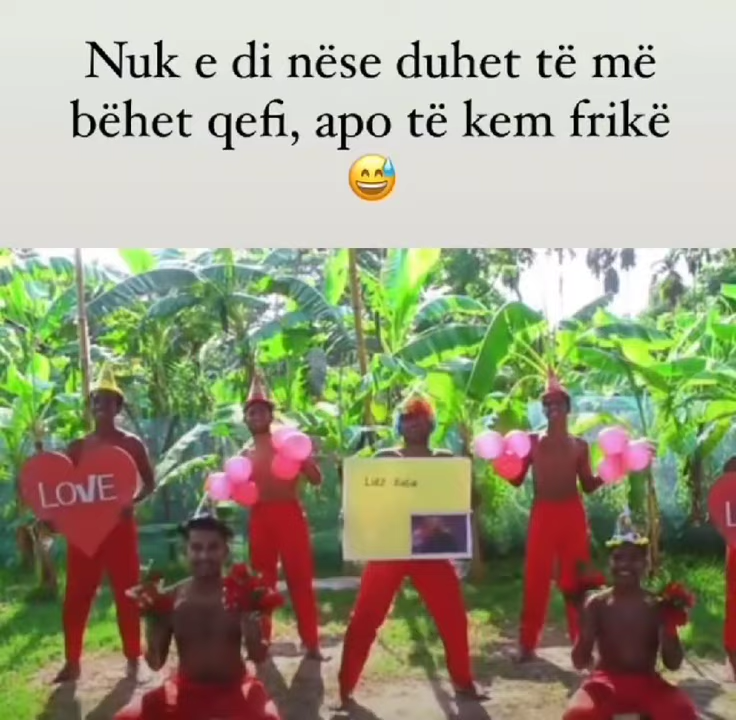 Nuk e di nëse duhet të më
bëhet qefi, apo të kem frikë
😅
LOVE
L